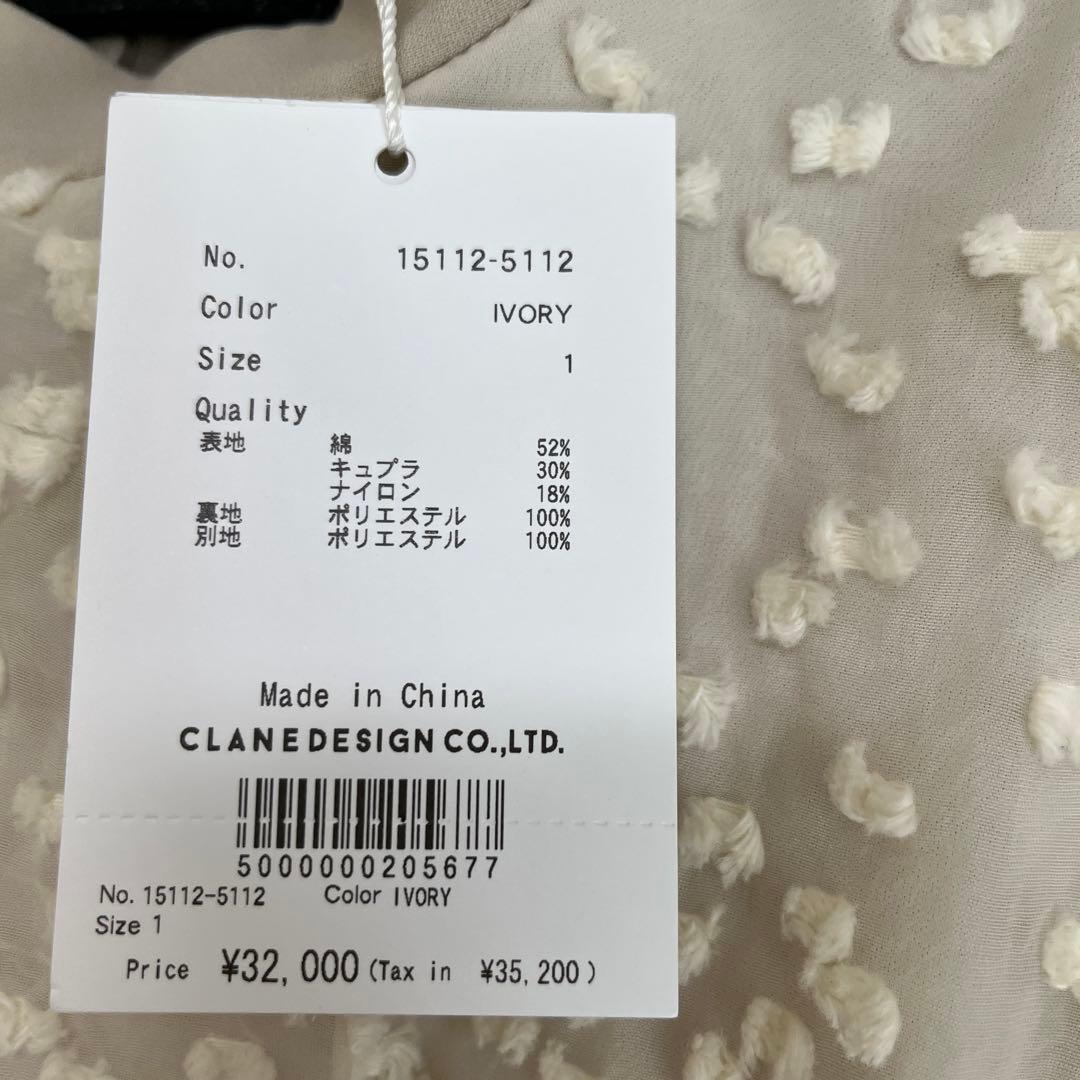 No. 15112-5112
Color IVORY
Size 1
Quality
表地 綿 52%
キュプラ 30%
ナイロン 18%
裏地 ポリエステル 100%
別地 ポリエステル 100%
Made in China
CLANE DESIGN CO.,LTD.
5000000205677
No. 15112-5112 Color IVORY
Size 1
Price ¥32,000 (Tax in ¥35,200)